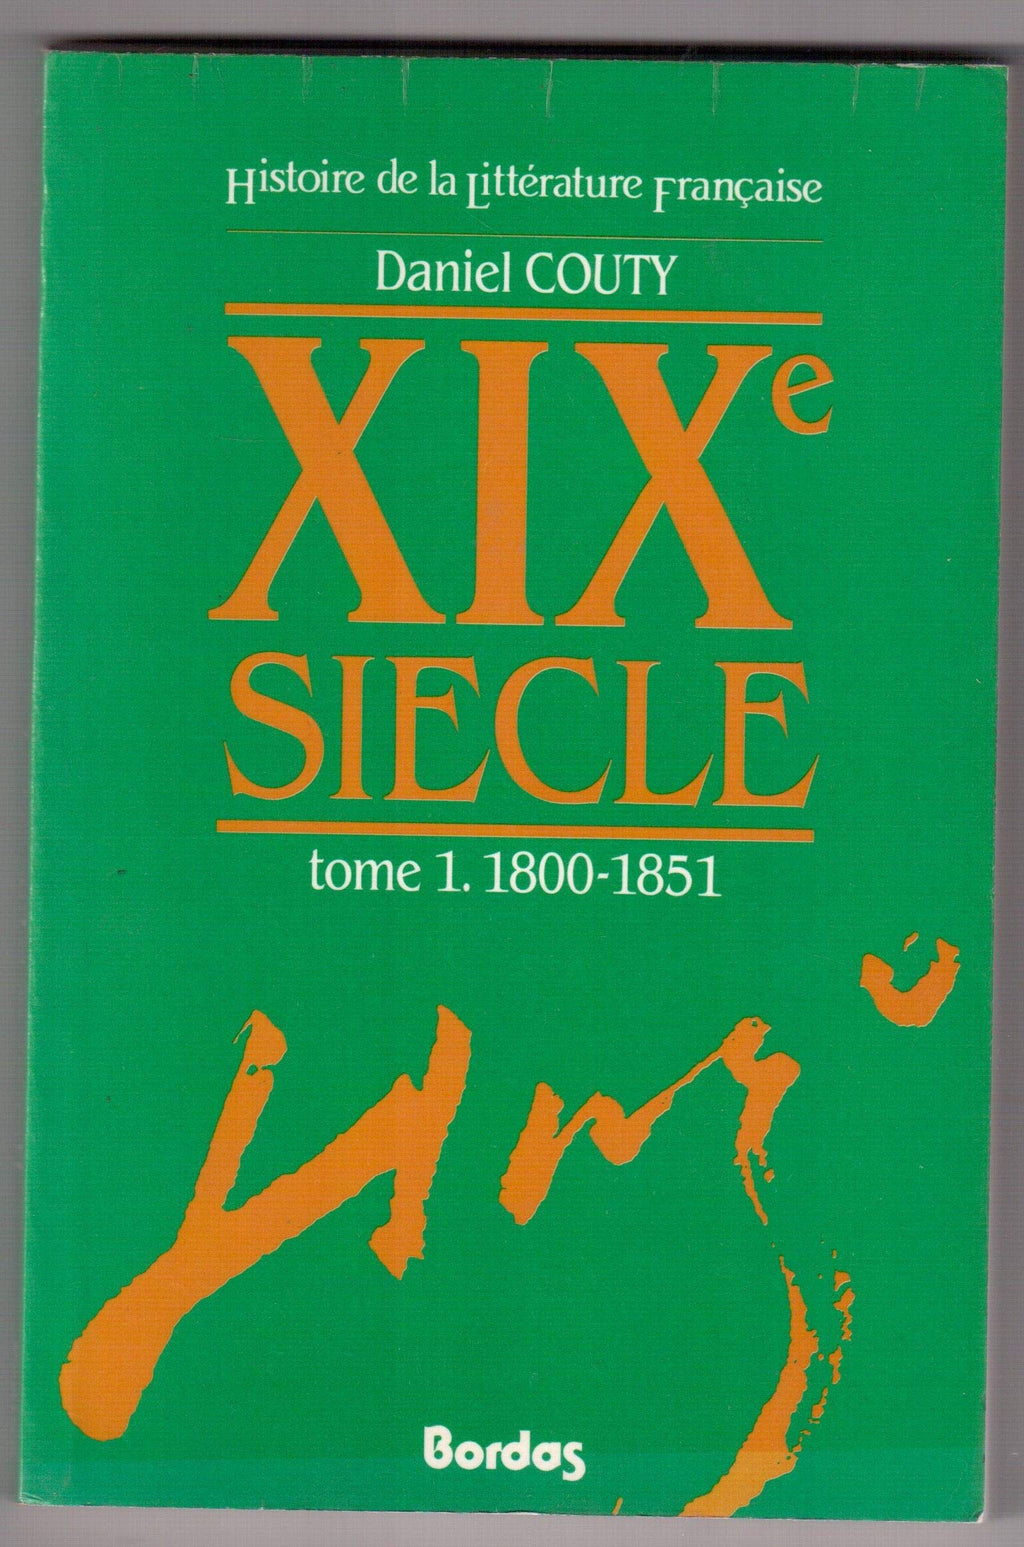 Histoire de la Littérature Française
Daniel COUTY
XIXe
SIECLE
tome 1. 1800-1851
Bordas